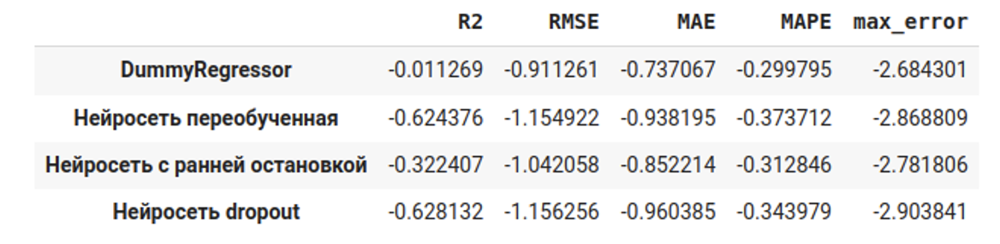 R2 RMSE MAE MAPE max_error
DummyRegressor -0.011269 -0.911261 -0.737067 -0.299795 -2.684301
Нейросеть переобученная -0.624376 -1.154922 -0.938195 -0.373712 -2.868809
Нейросеть с ранней остановкой -0.322407 -1.042058 -0.852214 -0.312846 -2.781806
Нейросеть dropout -0.628132 -1.156256 -0.960385 -0.343979 -2.903841